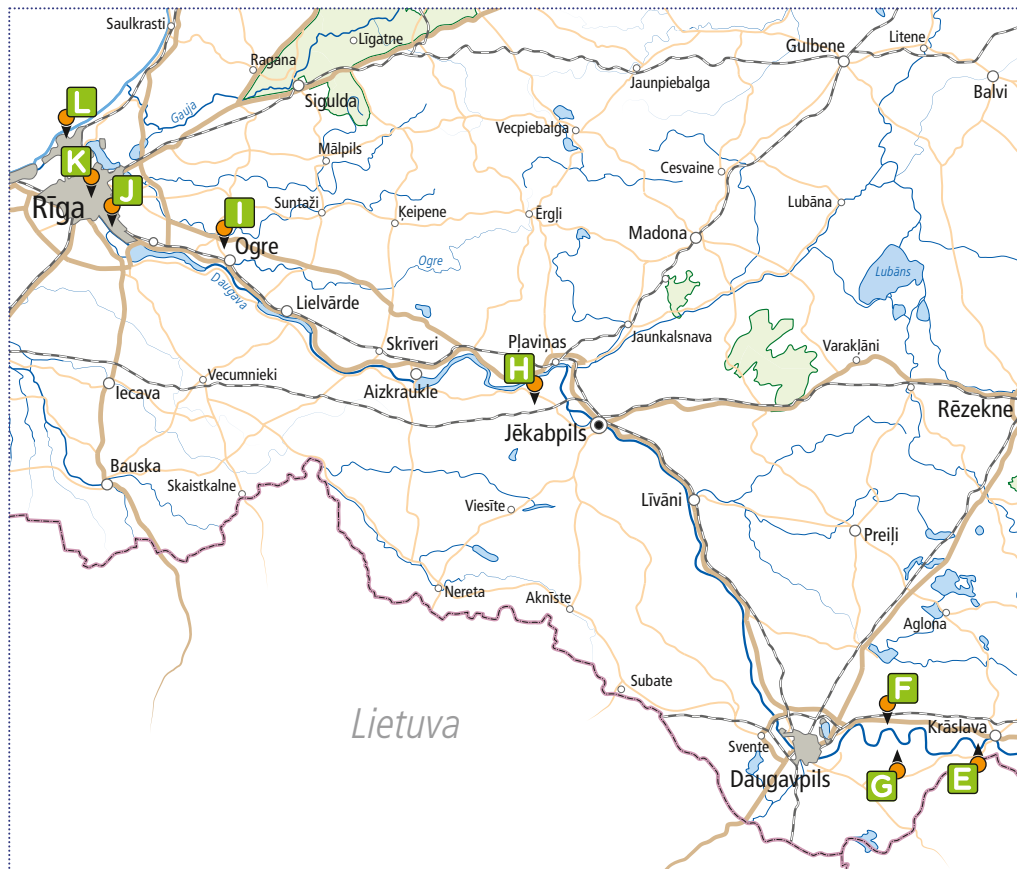 Saulkrasti
Līgatne
Ragana
Gulbene
Litene
Jaunpiebalga
Balvi
Sigulda
Gauja
L
Vecpiebalga
Mālpils
K
Cesvaine
J
Rīga
Suntaži
Ķeipene
Ērgļi
Lubāna
I
Madona
Ogre
Ogre
Lubāns
Daugava
Lielvārde
Jaunkalsnava
Pļaviņas
Skrīveri
Varakļāni
H
Iecava
Vecumnieki
Aizkraukle
Rēzekne
Jēkabpils
Bauska
Skaistkalne
Viesīte
Līvāni
Preiļi
Nereta
Aknīste
Aglona
Subate
F
Lietuva
Krāslava
Svente
Daugavpils
G
E